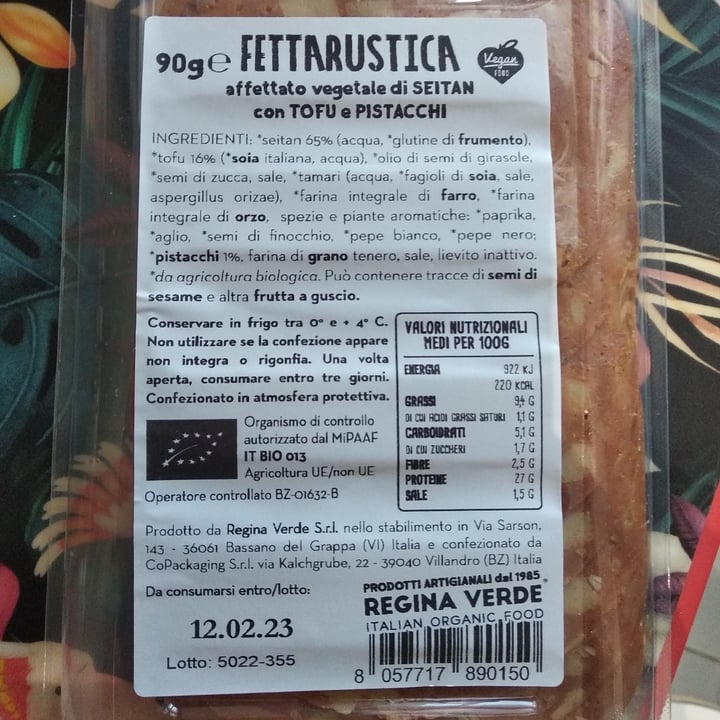 90g℮ FETTARUSTICA
Vegan
FOOD
affettato vegetale di SEITAN
con TOFU e PISTACCHI
INGREDIENTI: *seitan 65% (acqua, *glutine di frumento),
*tofu 16% (*soia italiana, acqua), *olio di semi di girasole,
*semi di zucca, sale, *tamari (acqua, *fagioli di soia, sale,
aspergillus orizae), *farina integrale di farro, *farina
integrale di orzo, spezie e piante aromatiche: *paprika,
*aglio, *semi di finocchio, *pepe bianco, *pepe nero;
*pistacchi 1%, farina di grano tenero, sale, lievito inattivo.
*da agricoltura biologica. Può contenere tracce di semi di
sesame e altra frutta a guscio.
Conservare in frigo tra 0° e + 4° C.
Non utilizzare se la confezione appare
non integra o rigonfia. Una volta
aperta, consumare entro tre giorni.
Confezionato in atmosfera protettiva.
Organismo di controllo
autorizzato dal MiPAAF
IT BIO 013
Agricoltura UE/non UE
Operatore controllato BZ-01632-B
VALORI NUTRIZIONALI
MEDI PER 100G
ENERGIA 922 KJ
220 KCAL
GRASSI 9,4 G
DI CUI ACIDI GRASSI SATURI 1,1 G
CARBOIDRATI 5,1 G
DI CUI ZUCCHERI 1,7 G
FIBRE 2,5 G
PROTEINE 27 G
SALE 1,5 G
Prodotto da Regina Verde S.r.l. nello stabilimento in Via Sarson,
143 - 36061 Bassano del Grappa (VI) Italia e confezionato da
CoPackaging S.r.l. via Kalchgrube, 22 - 39040 Villandro (BZ) Italia
Da consumarsi entro/lotto:
12.02.23
Lotto: 5022-355
PRODOTTI ARTIGIANALI dal 1985
REGINA VERDE®
ITALIAN ORGANIC FOOD
8 057717 890150